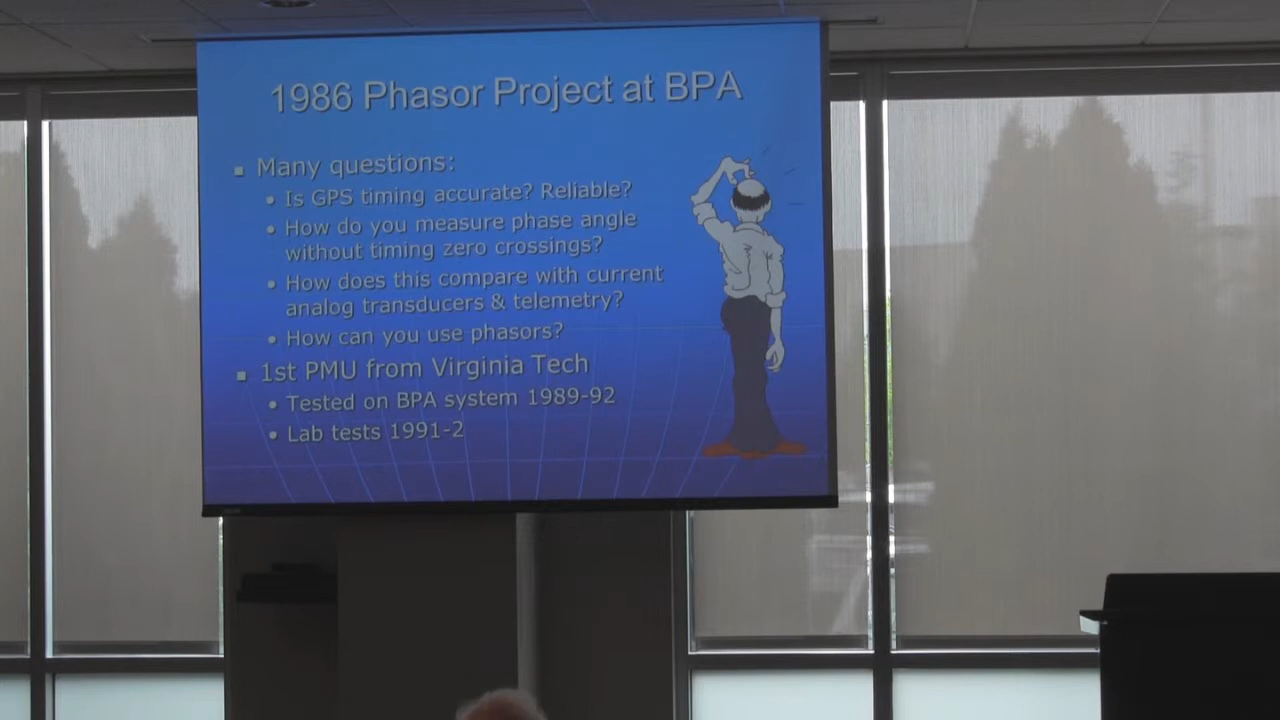 1986 Phasor Project at BPA
Many questions:
Is GPS timing accurate? Reliable?
How do you measure phase angle
without timing zero crossings?
How does this compare with current
analog transducers & telemetry?
How can you use phasors?
1st PMU from Virginia Tech
Tested on BPA system 1989-92
Lab tests 1991-2